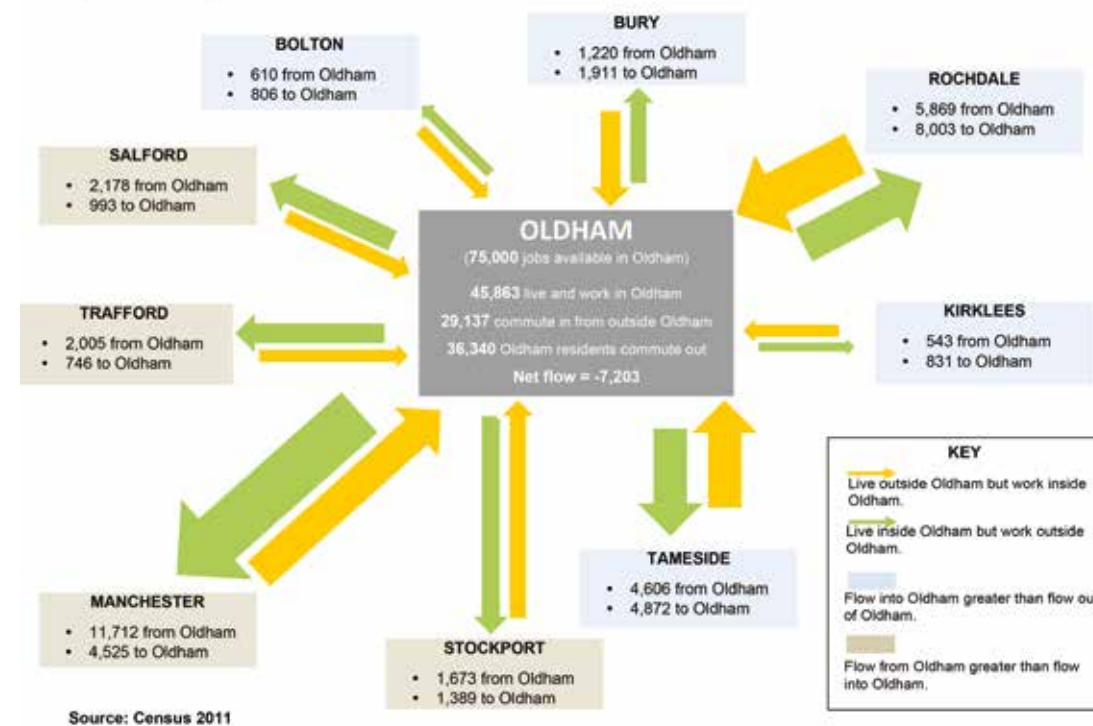 BURY
• 1,220 from Oldham
• 1,911 to Oldham
BOLTON
• 610 from Oldham
• 806 to Oldham
ROCHDALE
• 5,869 from Oldham
• 8,003 to Oldham
SALFORD
• 2,178 from Oldham
• 993 to Oldham
OLDHAM
(75,000 jobs available in Oldham)
45,863 live and work in Oldham
29,137 commute in from outside Oldham
36,340 Oldham residents commute out
Net flow = -7,203
TRAFFORD
• 2,005 from Oldham
• 746 to Oldham
KIRKLEES
• 543 from Oldham
• 831 to Oldham
MANCHESTER
• 11,712 from Oldham
• 4,525 to Oldham
STOCKPORT
• 1,673 from Oldham
• 1,389 to Oldham
TAMESIDE
• 4,606 from Oldham
• 4,872 to Oldham
KEY
Live outside Oldham but work inside
Oldham.
Live inside Oldham but work outside
Oldham.
Flow into Oldham greater than flow ou
of Oldham.
Flow from Oldham greater than flow
into Oldham.
Source: Census 2011